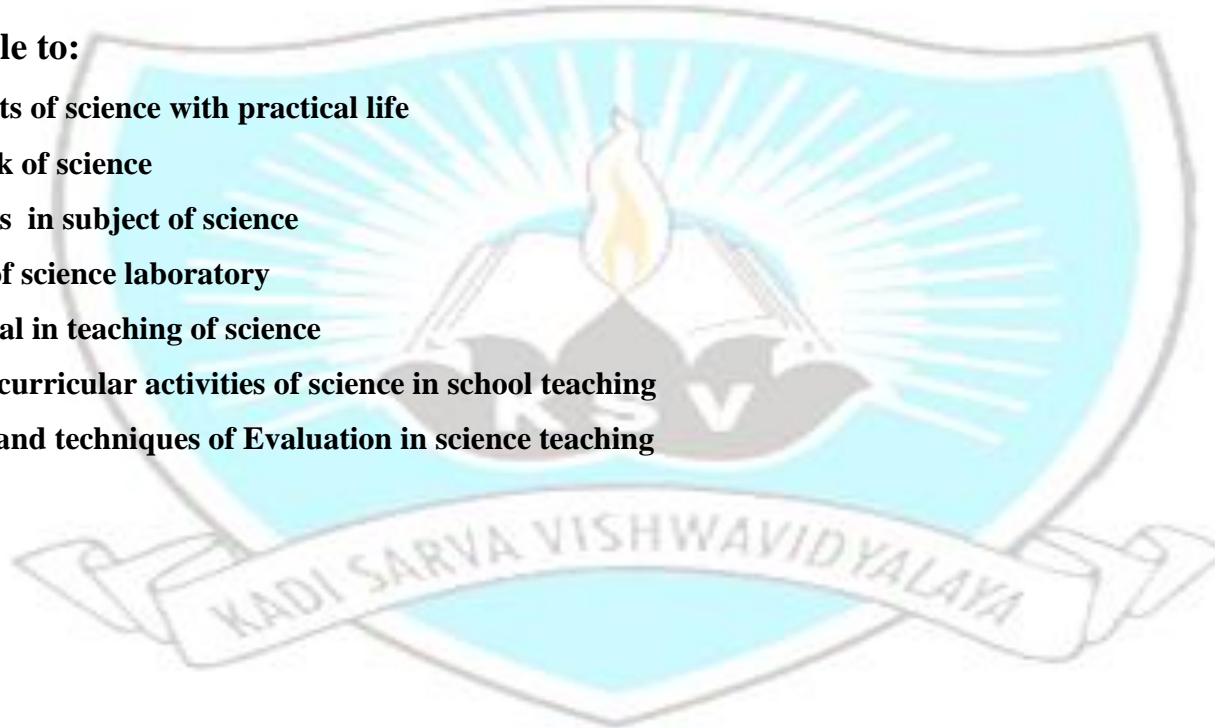 le to:
ts of science with practical life
k of science
s in subject of science
of science laboratory
al in teaching of science
curricular activities of science in school teaching
and techniques of Evaluation in science teaching
KSV
KADI SARVA VISHWAVIDYALAYA